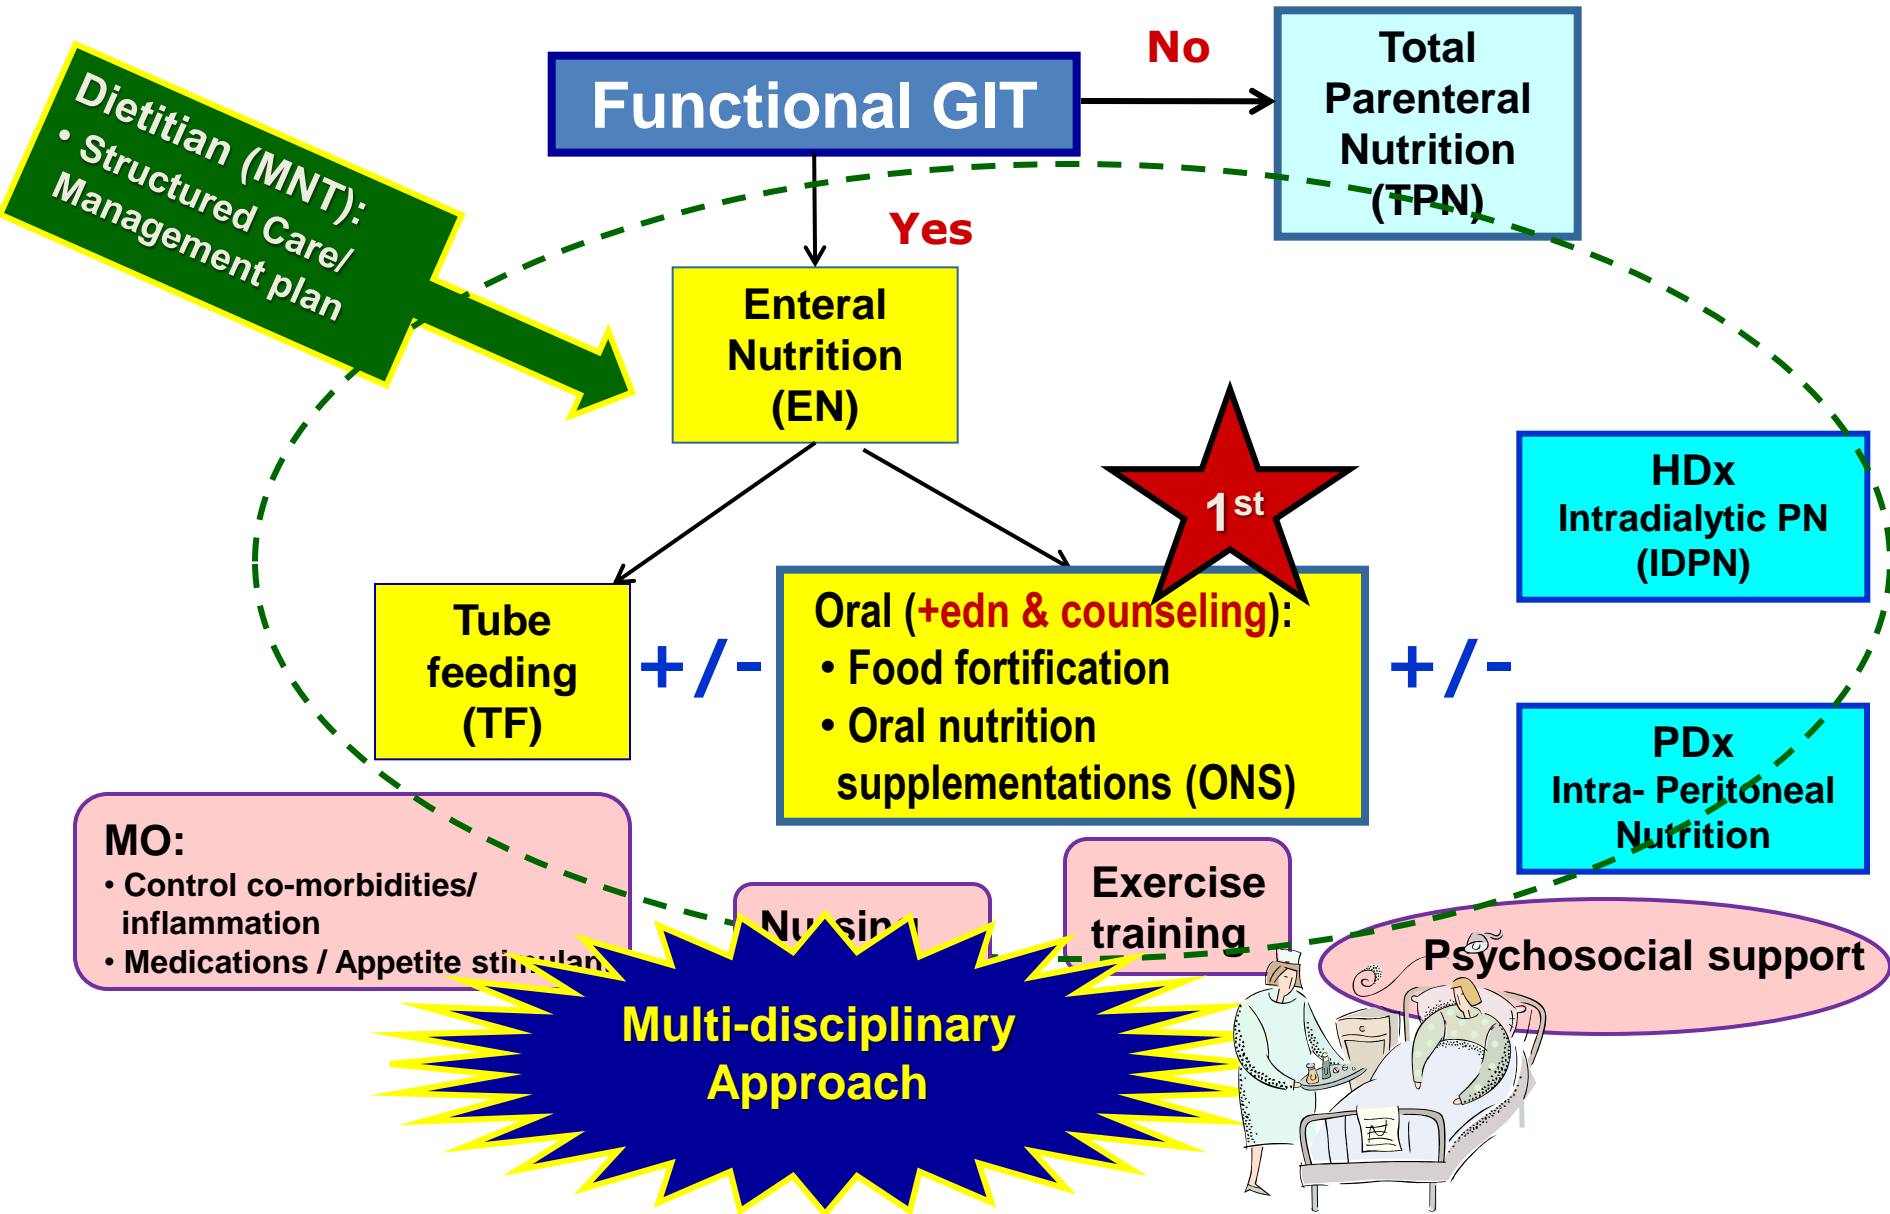 Functional GIT
No
Total
Parenteral
Nutrition
(TPN)
Dietitian (MNT):
• Structured Care/
Management plan
Yes
Enteral
Nutrition
(EN)
1st
HDx
Intradialytic PN
(IDPN)
Tube
feeding
(TF)
+/-
Oral (+edn & counseling):
• Food fortification
• Oral nutrition
supplementations (ONS)
+/-
PDx
Intra- Peritoneal
Nutrition
MO:
• Control co-morbidities/
inflammation
• Medications / Appetite
Exercise
training
Psychosocial support
Multi-disciplinary
Approach